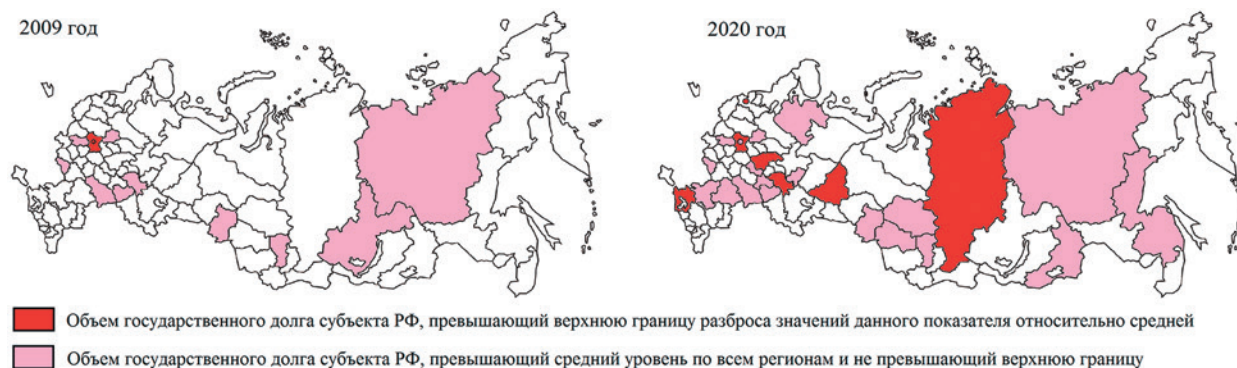 2009 год
2020 год
Объем государственного долга субъекта РФ, превышающий верхнюю границу разброса значений данного показателя относительно средней
Объем государственного долга субъекта РФ, превышающий средний уровень по всем регионам и не превышающий верхнюю границу